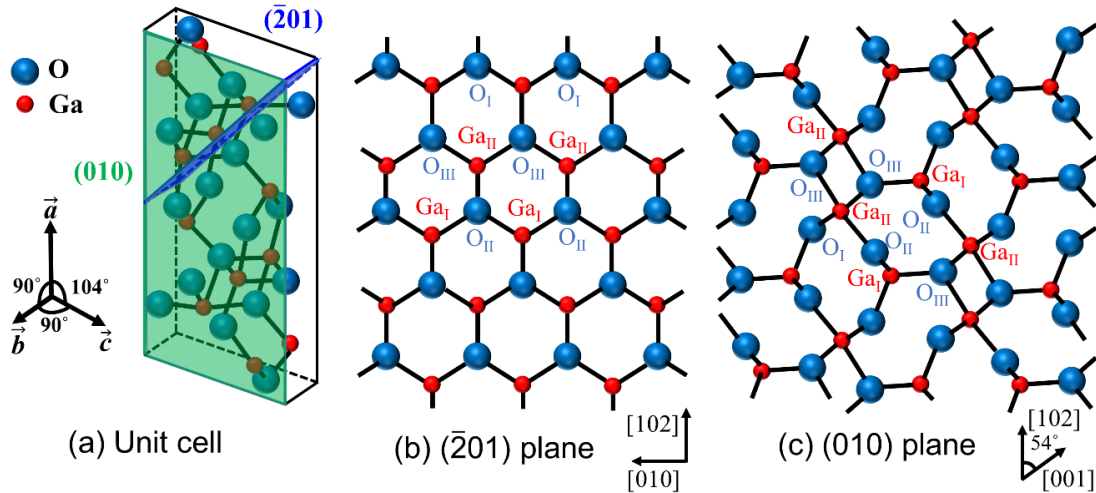 (2̅01)
O
Ga
(010)
a⃗
90° 104°
90°
b⃗
c⃗
(a) Unit cell
O_I O_I
Ga_II Ga_II
O_III O_III
Ga_I Ga_I
O_II O_II
[102]
[010]
(b) (2̅01) plane
Ga_II
O_III
Ga_I
O_III
Ga_II
O_II
O_I
O_II
Ga_II
Ga_I
O_III
[102]
54°
[001]
(c) (010) plane